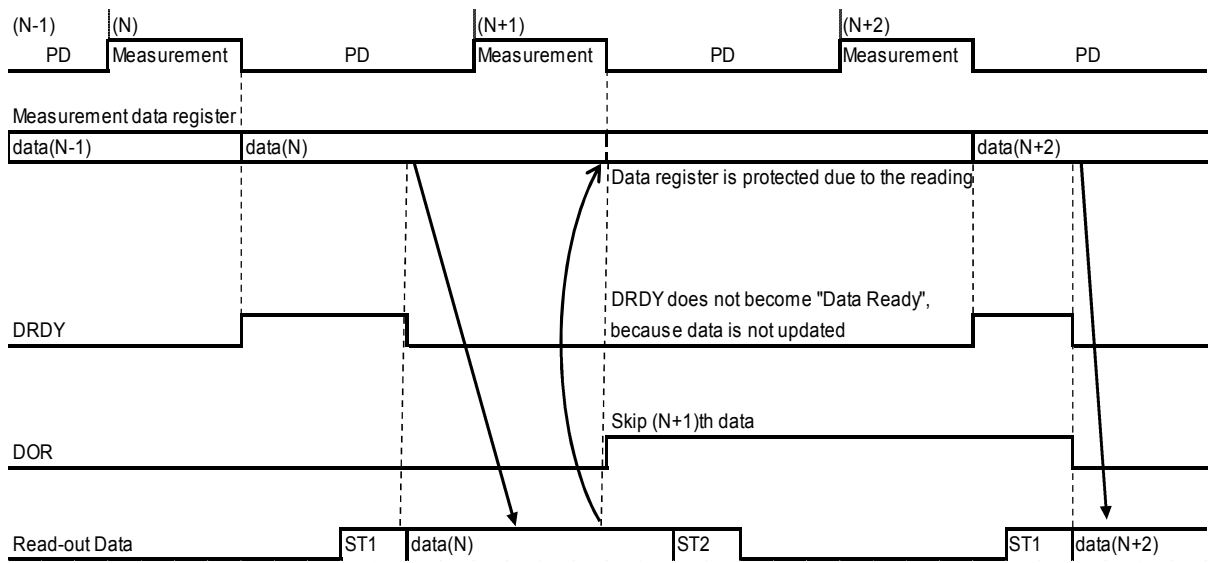 (N-1) (N) (N+1) (N+2)
PD Measurement PD Measurement PD Measurement PD
Measurement data register
data(N-1) data(N) data(N+2)
Data register is protected due to the reading
DRDY does not become "Data Ready",
DRDY because data is not updated
Skip (N+1)th data
DOR
Read-out Data ST1 data(N) ST2 ST1 data(N+2)